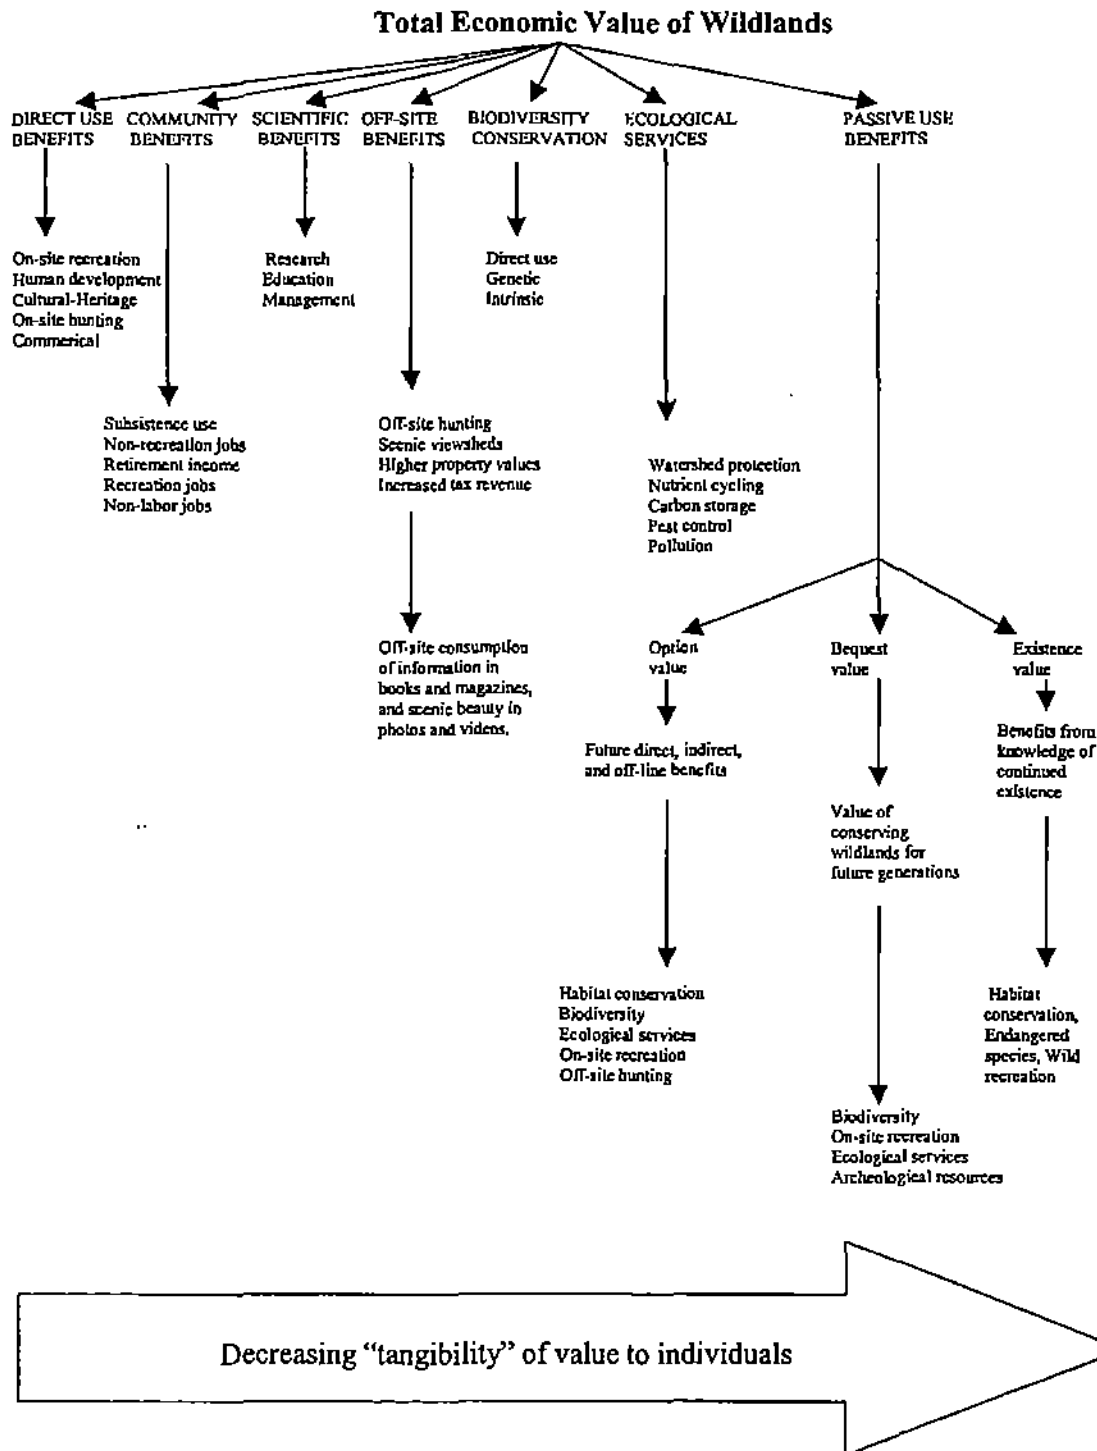 Total Economic Value of Wildlands
DIRECT USE
BENEFITS
COMMUNITY
BENEFITS
SCIENTIFIC
BENEFITS
OFF-SITE
BENEFITS
BIODIVERSITY
CONSERVATION
ECOLOGICAL
SERVICES
PASSIVE USE
BENEFITS
On-site recreation
Human development
Cultural-Heritage
On-site hunting
Commerical
Research
Education
Management
Direct use
Genetic
Intrinsic
Subsistence use
Non-recreation jobs
Retirement income
Recreation jobs
Non-labor jobs
Off-site hunting
Scenic viewsheds
Higher property values
Increased tax revenue
Watershed protection
Nutrient cycling
Carbon storage
Pest control
Pollution
Off-site consumption
of information in
books and magazines,
and scenic beauty in
photos and videos.
Option
value
Bequest
value
Existence
value
Future direct, indirect,
and off-line benefits
Value of
conserving
wildlands for
future generations
Benefits from
knowledge of
continued
existence
Habitat conservation
Biodiversity
Ecological services
On-site recreation
Off-site hunting
Biodiversity
On-site recreation
Ecological services
Archeological resources
Habitat
conservation,
Endangered
species, Wild
recreation
Decreasing "tangibility" of value to individuals